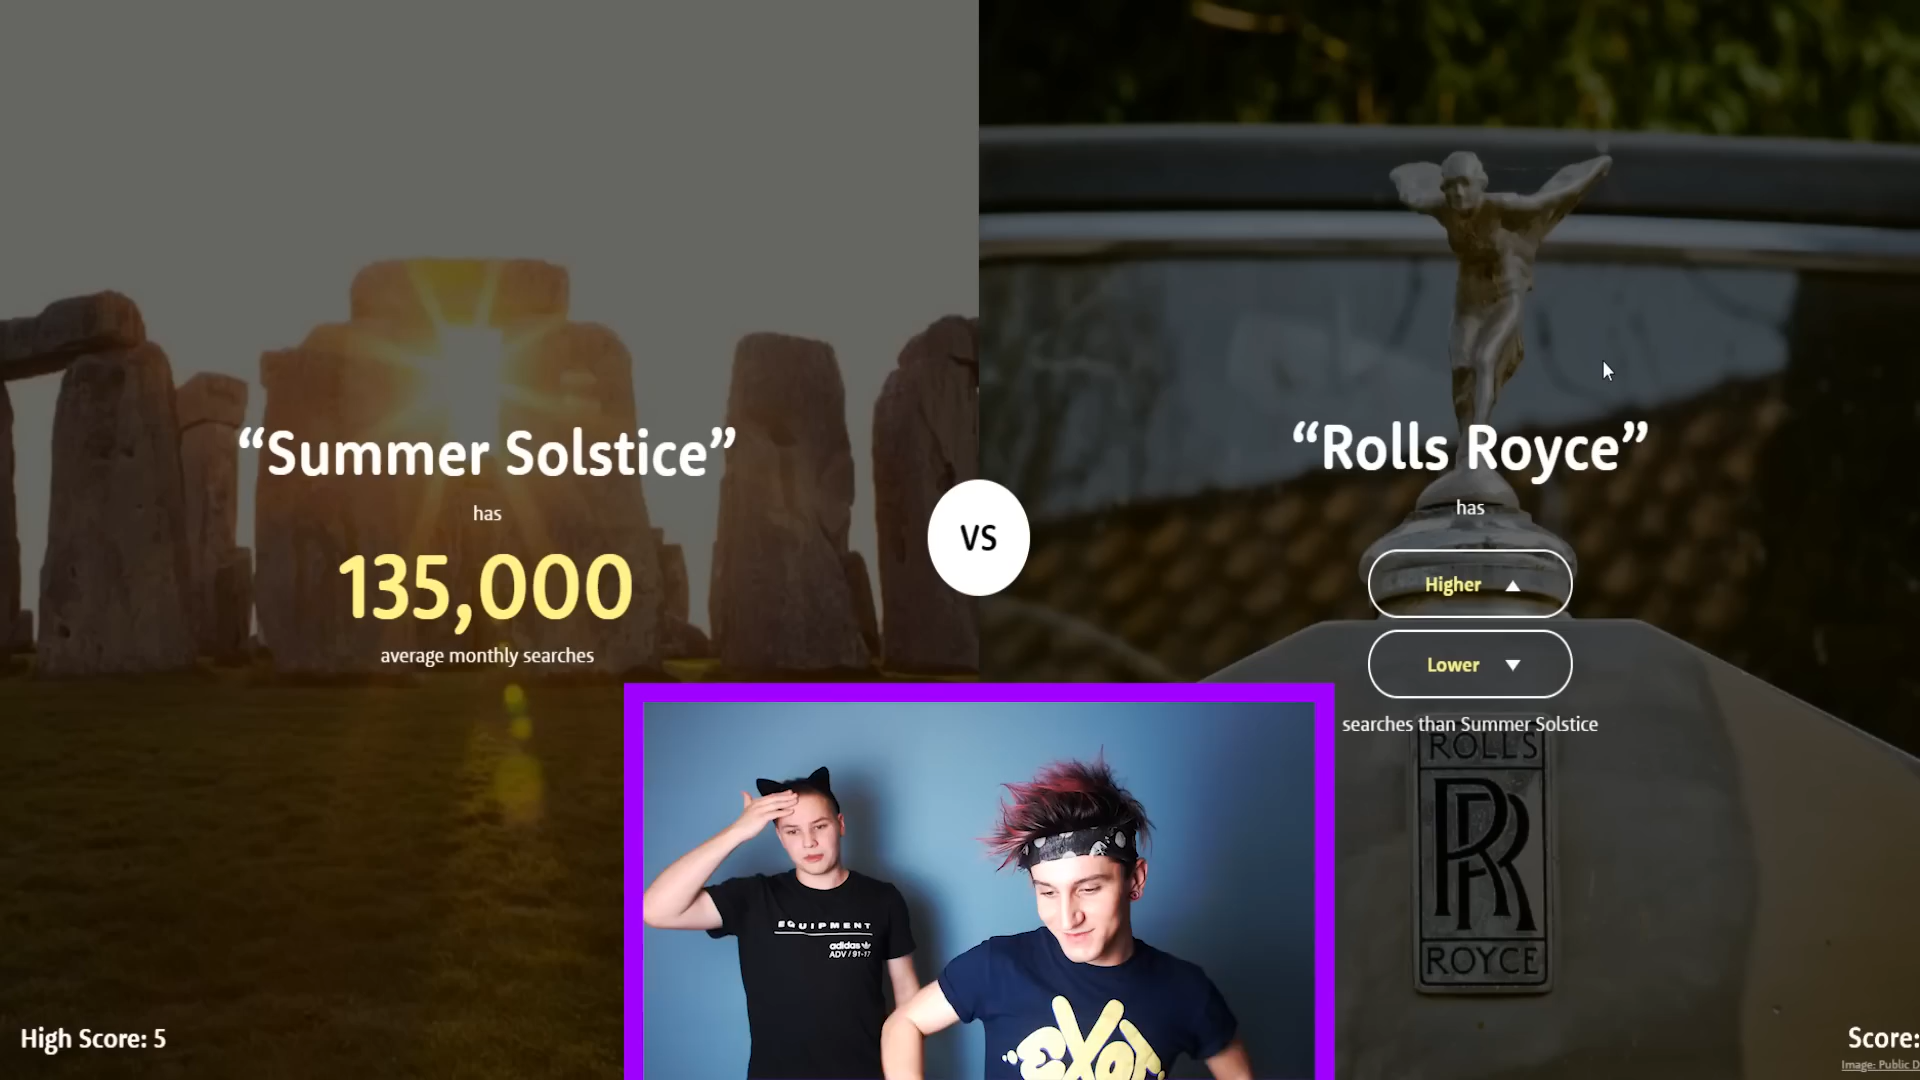 “Summer Solstice”
has
135,000
average monthly searches
VS
“Rolls Royce”
has
Higher
Lower
searches than Summer Solstice
ROLLS
RR
ROYCE
EQUIPMENT
adidas
ADV / 91-17
High Score: 5
Score:
Image: Public D